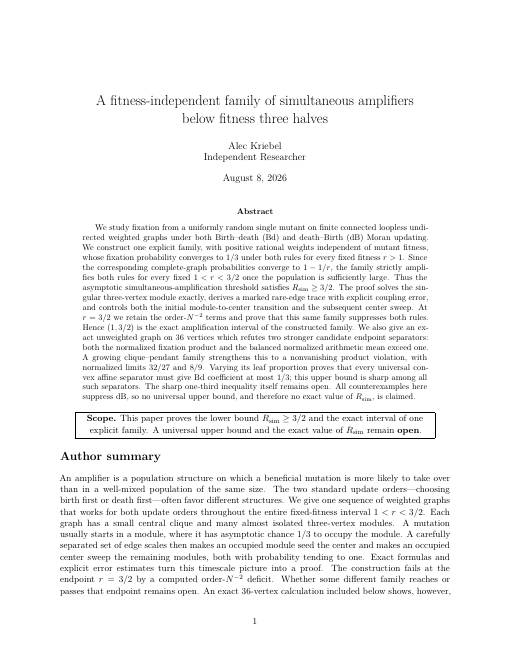 A fitness-independent family of simultaneous amplifiers
below fitness three halves
Alec Kriebel
Independent Researcher
August 8, 2026
Abstract
We study fixation from a uniformly random single mutant on finite connected loopless undi-
rected weighted graphs under both Birth–death (Bd) and death–Birth (dB) Moran updating.
We construct one explicit family, with positive rational weights independent of mutant fitness,
whose fixation probability converges to 1/3 under both rules for every fixed fitness r > 1. Since
the corresponding complete-graph probabilities converge to 1 − 1/r, the family strictly ampli-
fies both rules for every fixed 1 < r < 3/2 once the population is sufficiently large. Thus the
asymptotic simultaneous-amplification threshold satisfies Rsim ≥ 3/2. The proof solves the sin-
gular three-vertex module exactly, derives a marked rare-edge trace with explicit coupling error,
and controls both the initial module-to-center transition and the subsequent center sweep. At
r = 3/2 we retain the order-N⁻² terms and prove that this same family suppresses both rules.
Hence (1, 3/2) is the exact amplification interval of the constructed family. We also give an ex-
act unweighted graph on 36 vertices which refutes two stronger candidate endpoint separators:
both the normalized fixation product and the balanced normalized arithmetic mean exceed one.
A growing clique–pendant family strengthens this to a nonvanishing product violation, with
normalized limits 32/27 and 8/9. Varying its leaf proportion proves that every universal con-
vex affine separator must give Bd coefficient at most 1/3; this upper bound is sharp among all
such separators. The sharp one-third inequality itself remains open. All counterexamples here
suppress dB, so no universal upper bound, and therefore no exact value of Rsim, is claimed.
Scope. This paper proves the lower bound Rsim ≥ 3/2 and the exact interval of one
explicit family. A universal upper bound and the exact value of Rsim remain open.
Author summary
An amplifier is a population structure on which a beneficial mutation is more likely to take over
than in a well-mixed population of the same size. The two standard update orders—choosing
birth first or death first—often favor different structures. We give one sequence of weighted graphs
that works for both update orders throughout the entire fixed-fitness interval 1 < r < 3/2. Each
graph has a small central clique and many almost isolated three-vertex modules. A mutation
usually starts in a module, where it has asymptotic chance 1/3 to occupy the module. A carefully
separated set of edge scales then makes an occupied module seed the center and makes an occupied
center sweep the remaining modules, both with probability tending to one. Exact formulas and
explicit error estimates turn this timescale picture into a proof. The construction fails at the
endpoint r = 3/2 by a computed order-N⁻² deficit. Whether some different family reaches or
passes that endpoint remains open. An exact 36-vertex calculation included below shows, however,
1